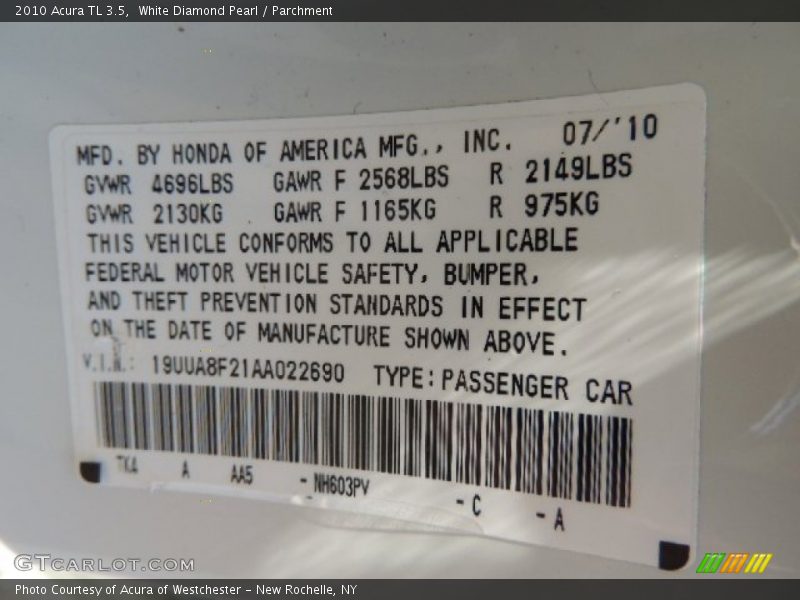 2010 Acura TL 3.5,  White Diamond Pearl / Parchment
MFD. BY HONDA OF AMERICA MFG., INC. 07/'10
GVWR 4696LBS GAWR F 2568LBS R 2149LBS
GVWR 2130KG GAWR F 1165KG R 975KG
THIS VEHICLE CONFORMS TO ALL APPLICABLE
FEDERAL MOTOR VEHICLE SAFETY, BUMPER,
AND THEFT PREVENTION STANDARDS IN EFFECT
ON THE DATE OF MANUFACTURE SHOWN ABOVE.
V.I.N.: 19UUA8F21AA022690 TYPE: PASSENGER CAR
TK4 A AA5 - NH603PV - C - A
GTCARLOT.COM
Photo Courtesy of Acura of Westchester – New Rochelle, NY